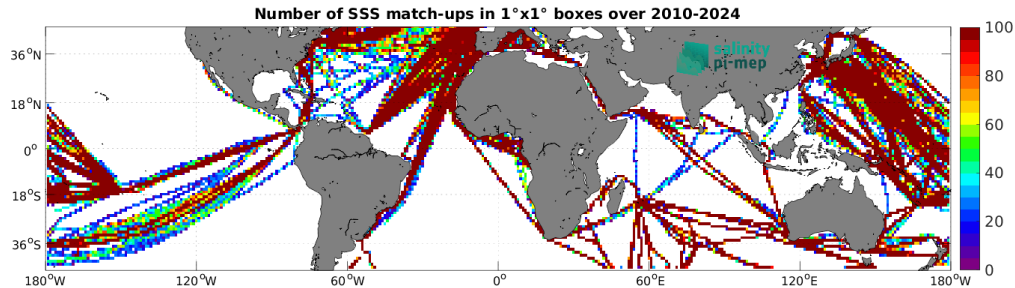 Number of SSS match-ups in 1°x1° boxes over 2010-2024
36°N
18°N
0°
18°S
36°S
180°W
120°W
60°W
0°
60°E
120°E
180°W
salinity
pi-mep
100
80
60
40
20
0